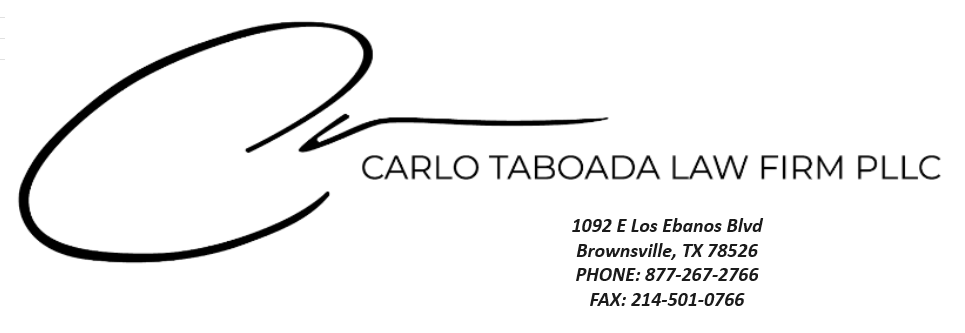 CARLO TABOADA LAW FIRM PLLC
1092 E Los Ebanos Blvd
Brownsville, TX 78526
PHONE: 877-267-2766
FAX: 214-501-0766